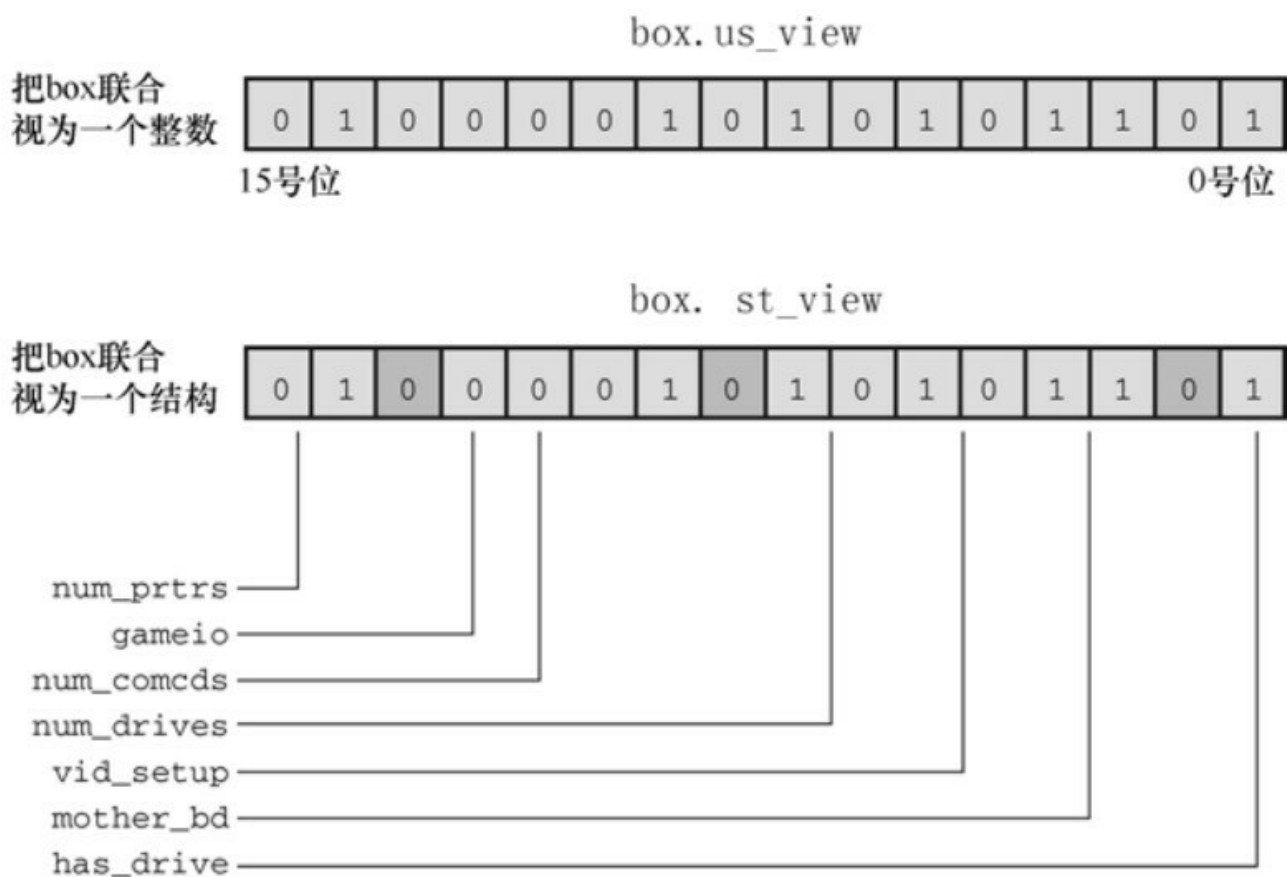 box.us_view
把box联合
视为一个整数
0 1 0 0 0 0 1 0 1 0 1 0 1 1 0 1
15号位 0号位
box. st_view
把box联合
视为一个结构
0 1 0 0 0 0 1 0 1 0 1 0 1 1 0 1
num_prtrs
gameio
num_comcds
num_drives
vid_setup
mother_bd
has_drive